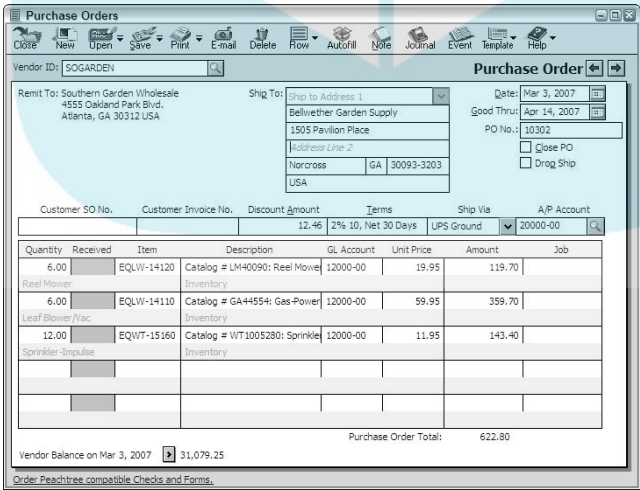 Purchase Orders
Close New Open Save Print E-mail Delete Row Autofill Note Journal Event Template Help
Vendor ID: SOGARDEN Purchase Order
Remit To: Southern Garden Wholesale
4555 Oakland Park Blvd.
Atlanta, GA 30312 USA
Ship To: Ship to Address 1
Bellwether Garden Supply
1505 Pavilion Place
Address Line 2
Norcross GA 30093-3203
USA
Date: Mar 3, 2007
Good Thru: Apr 14, 2007
PO No.: 10302
Close PO
Drop Ship
Customer SO No. Customer Invoice No. Discount Amount Terms Ship Via A/P Account
12.46 2% 10, Net 30 Days UPS Ground 20000-00
Quantity Received Item Description GL Account Unit Price Amount Job
6.00 EQLW-14120 Catalog # LM40090: Reel Mower 12000-00 19.95 119.70
Reel Mower Inventory
6.00 EQLW-14110 Catalog # GA44554: Gas-Power 12000-00 59.95 359.70
Leaf Blower/Vac Inventory
12.00 EQWT-15160 Catalog # WT1005280: Sprinkler 12000-00 11.95 143.40
Sprinkler-Impulse Inventory
Purchase Order Total: 622.80
Vendor Balance on Mar 3, 2007 31,079.25
Order Peachtree compatible Checks and Forms.